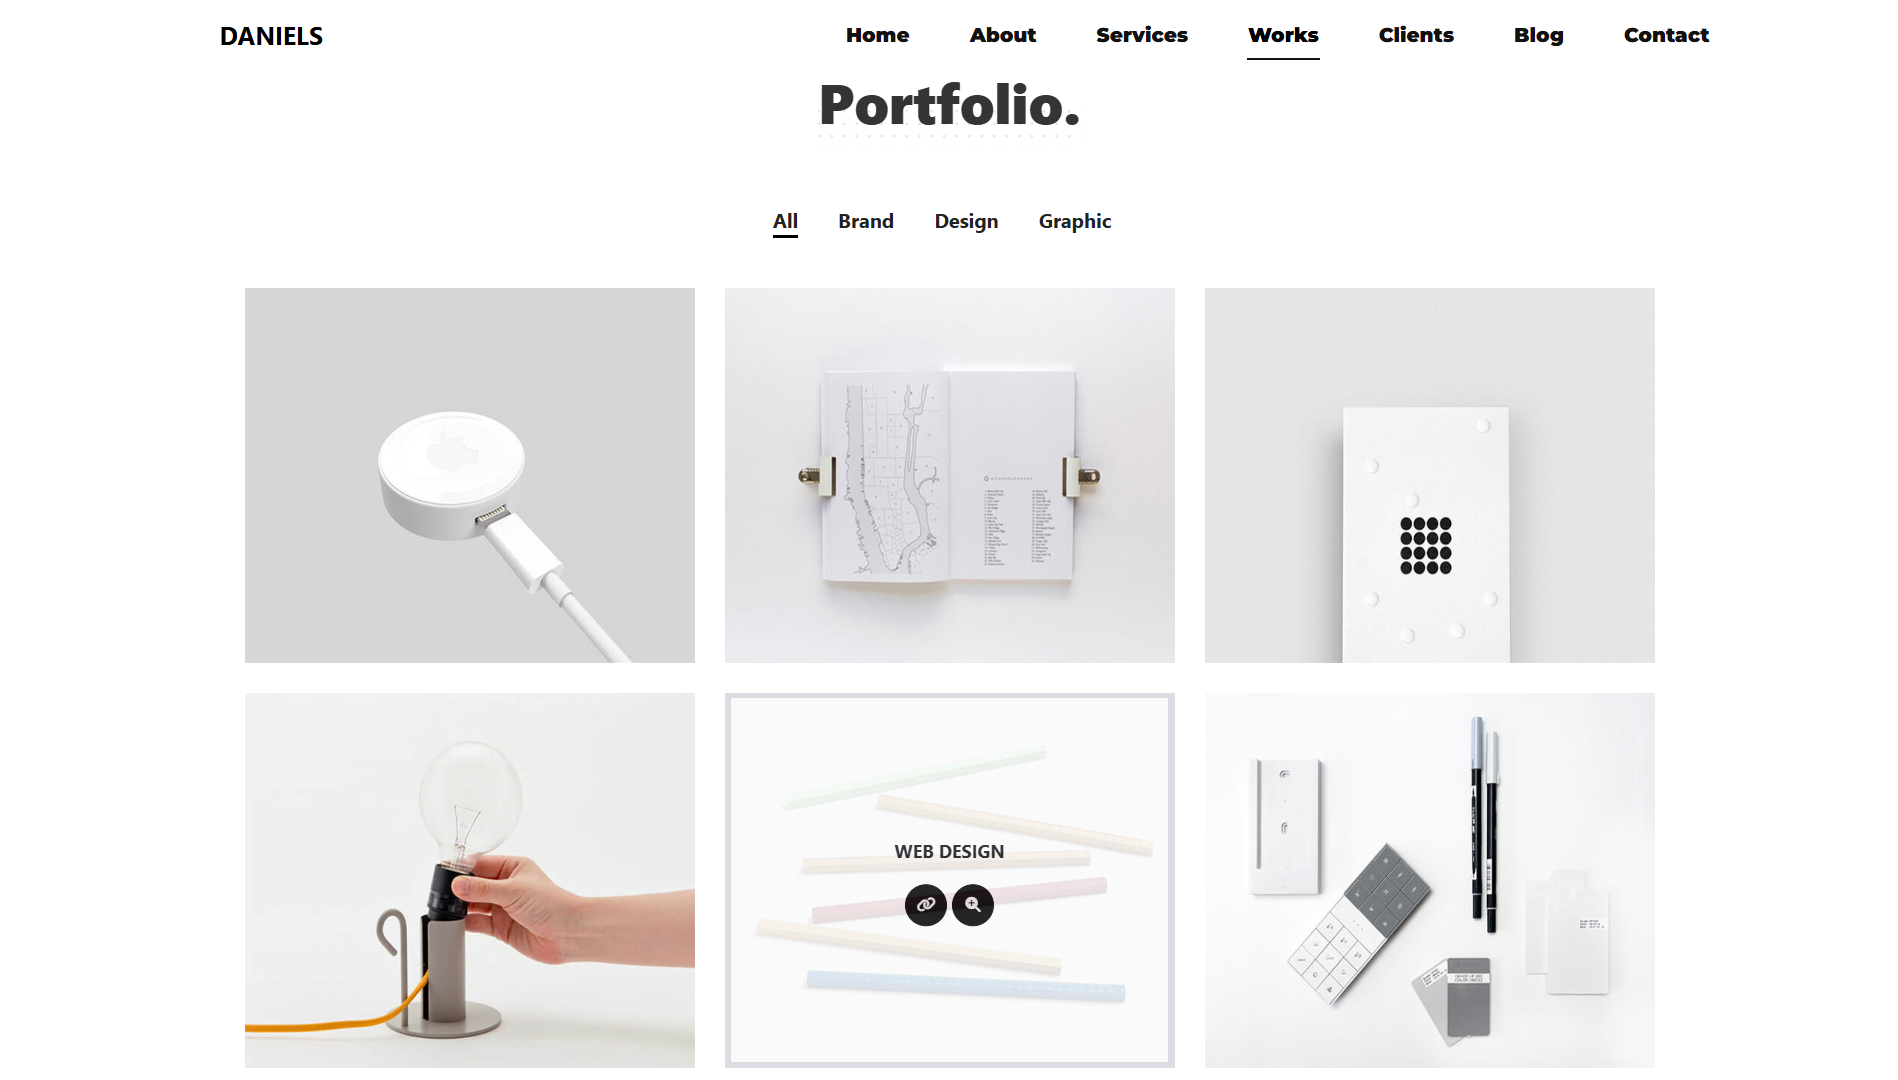 DANIELS
Home
About
Services
Works
Clients
Blog
Contact
Portfolio.
All
Brand
Design
Graphic
WEB DESIGN